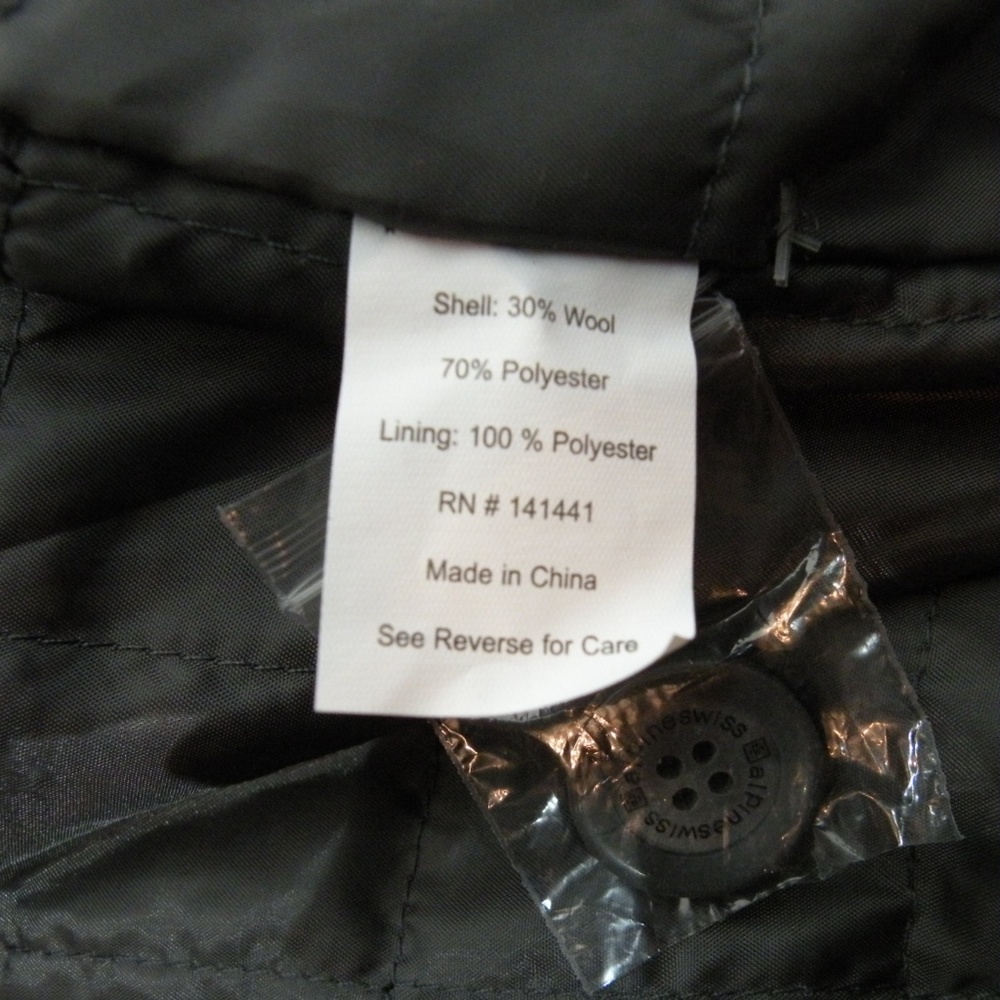 Shell: 30% Wool
70% Polyester
Lining: 100 % Polyester
RN # 141441
Made in China
See Reverse for Care
alpineswiss
alpineswiss
alpineswiss